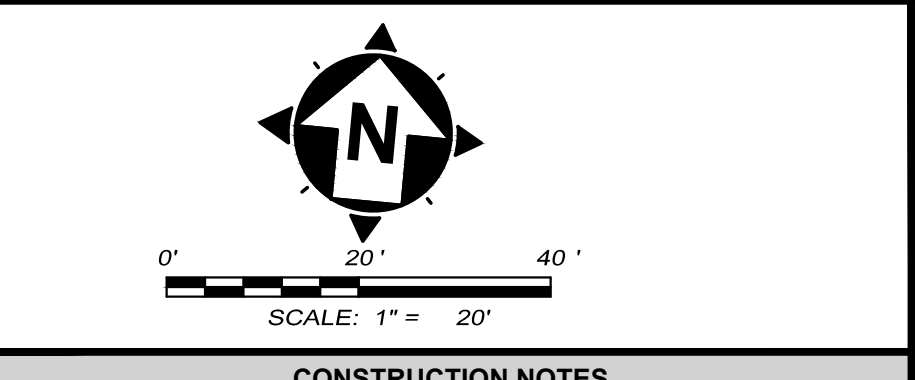 N
0' 20' 40'
SCALE: 1" = 20'
CONSTRUCTION NOTES